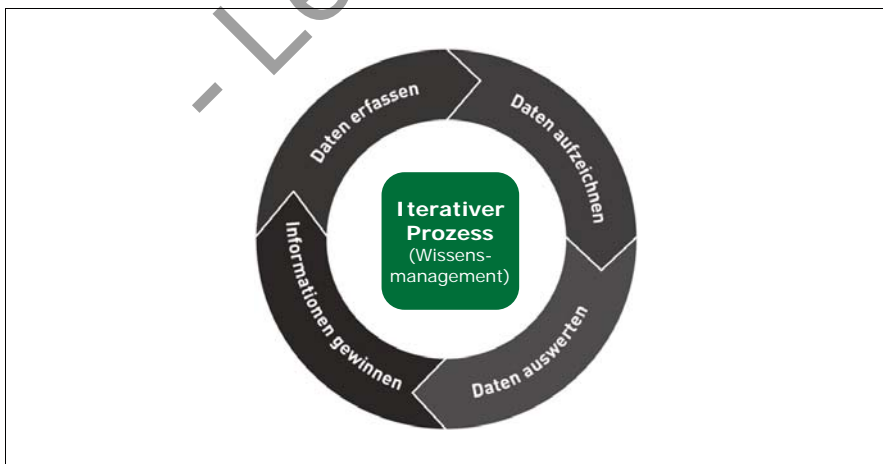 Daten erfassen
Daten aufzeichnen
Iterativer
Prozess
(Wissens-
management)
Informationen gewinnen
Daten auswerten